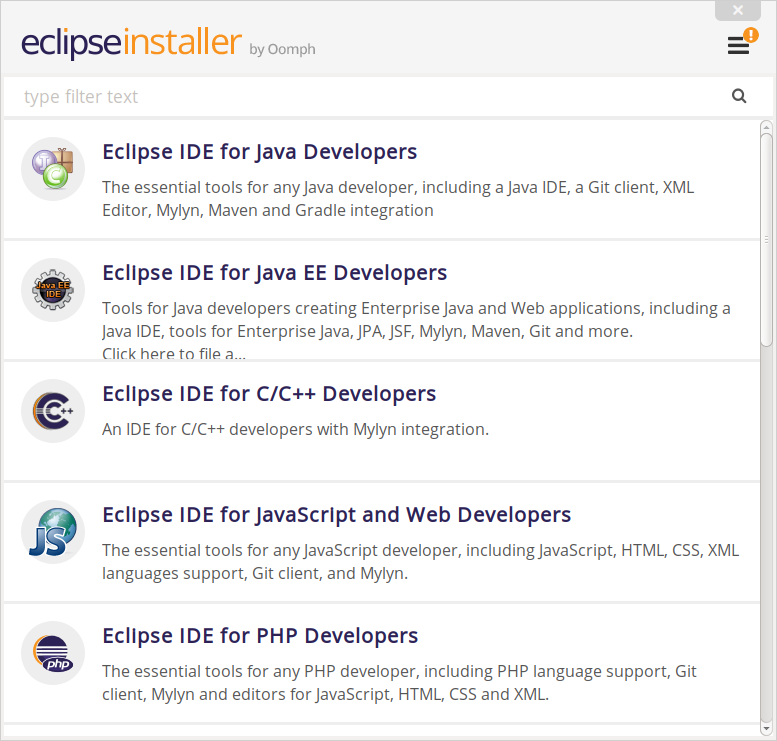 eclipseinstaller by Oomph
!
type filter text
Eclipse IDE for Java Developers
The essential tools for any Java developer, including a Java IDE, a Git client, XML
Editor, Mylyn, Maven and Gradle integration
Java EE
IDE
Eclipse IDE for Java EE Developers
Tools for Java developers creating Enterprise Java and Web applications, including a
Java IDE, tools for Enterprise Java, JPA, JSF, Mylyn, Maven, Git and more.
Click here to file a...
C++
Eclipse IDE for C/C++ Developers
An IDE for C/C++ developers with Mylyn integration.
JS
Eclipse IDE for JavaScript and Web Developers
The essential tools for any JavaScript developer, including JavaScript, HTML, CSS, XML
languages support, Git client, and Mylyn.
php
Eclipse IDE for PHP Developers
The essential tools for any PHP developer, including PHP language support, Git
client, Mylyn and editors for JavaScript, HTML, CSS and XML.